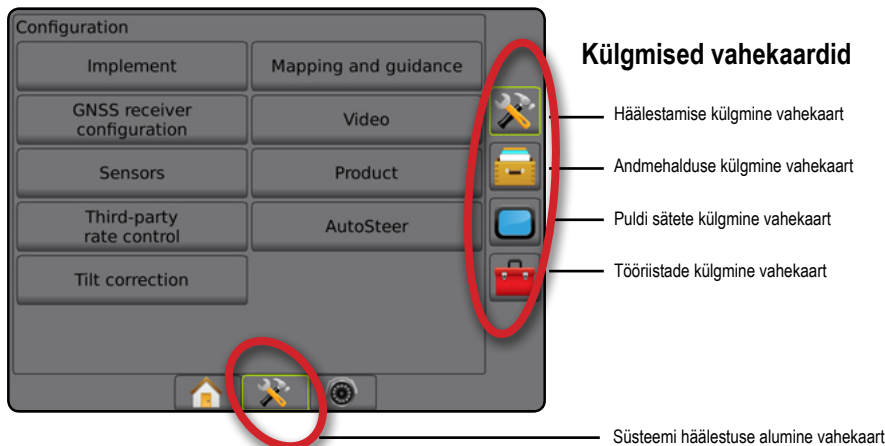 Configuration
Implement
Mapping and guidance
GNSS receiver
configuration
Video
Sensors
Product
Third-party
rate control
AutoSteer
Tilt correction
Külgmised vahekaardid
Häälestamise külgmine vahekaart
Andmehalduse külgmine vahekaart
Puldi sätete külgmine vahekaart
Tööriistade külgmine vahekaart
Süsteemi häälestuse alumine vahekaart